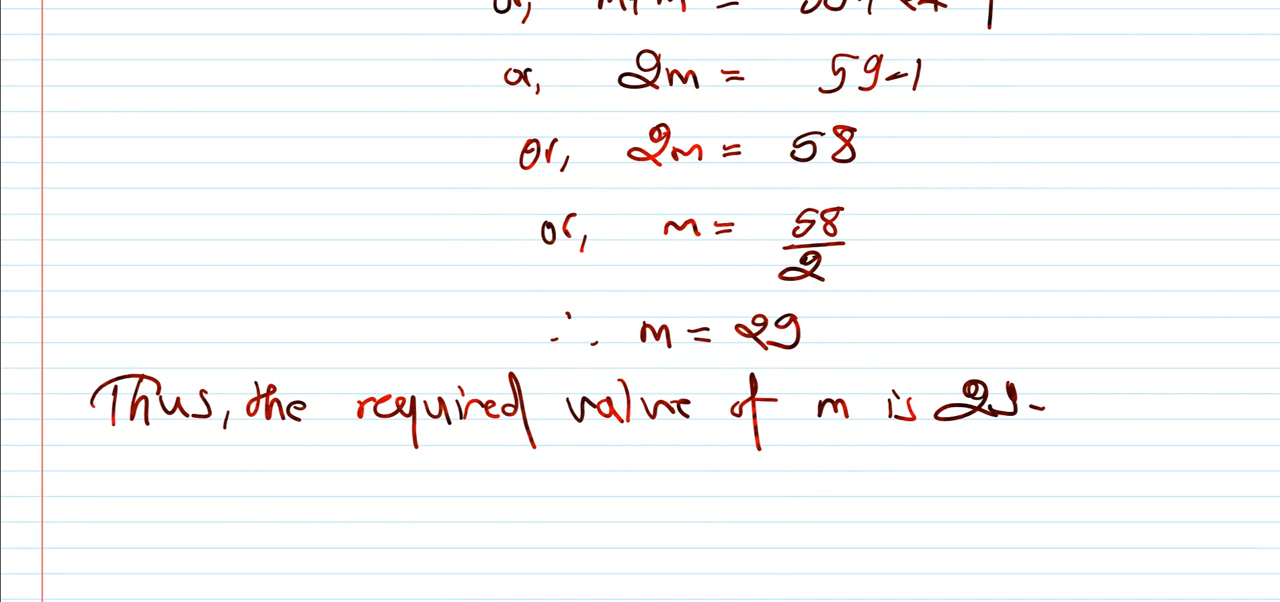 or, 2m = 59-1
or, 2m = 58
or, m = 58/2
∴ m = 29
Thus, the required value of m is 29.